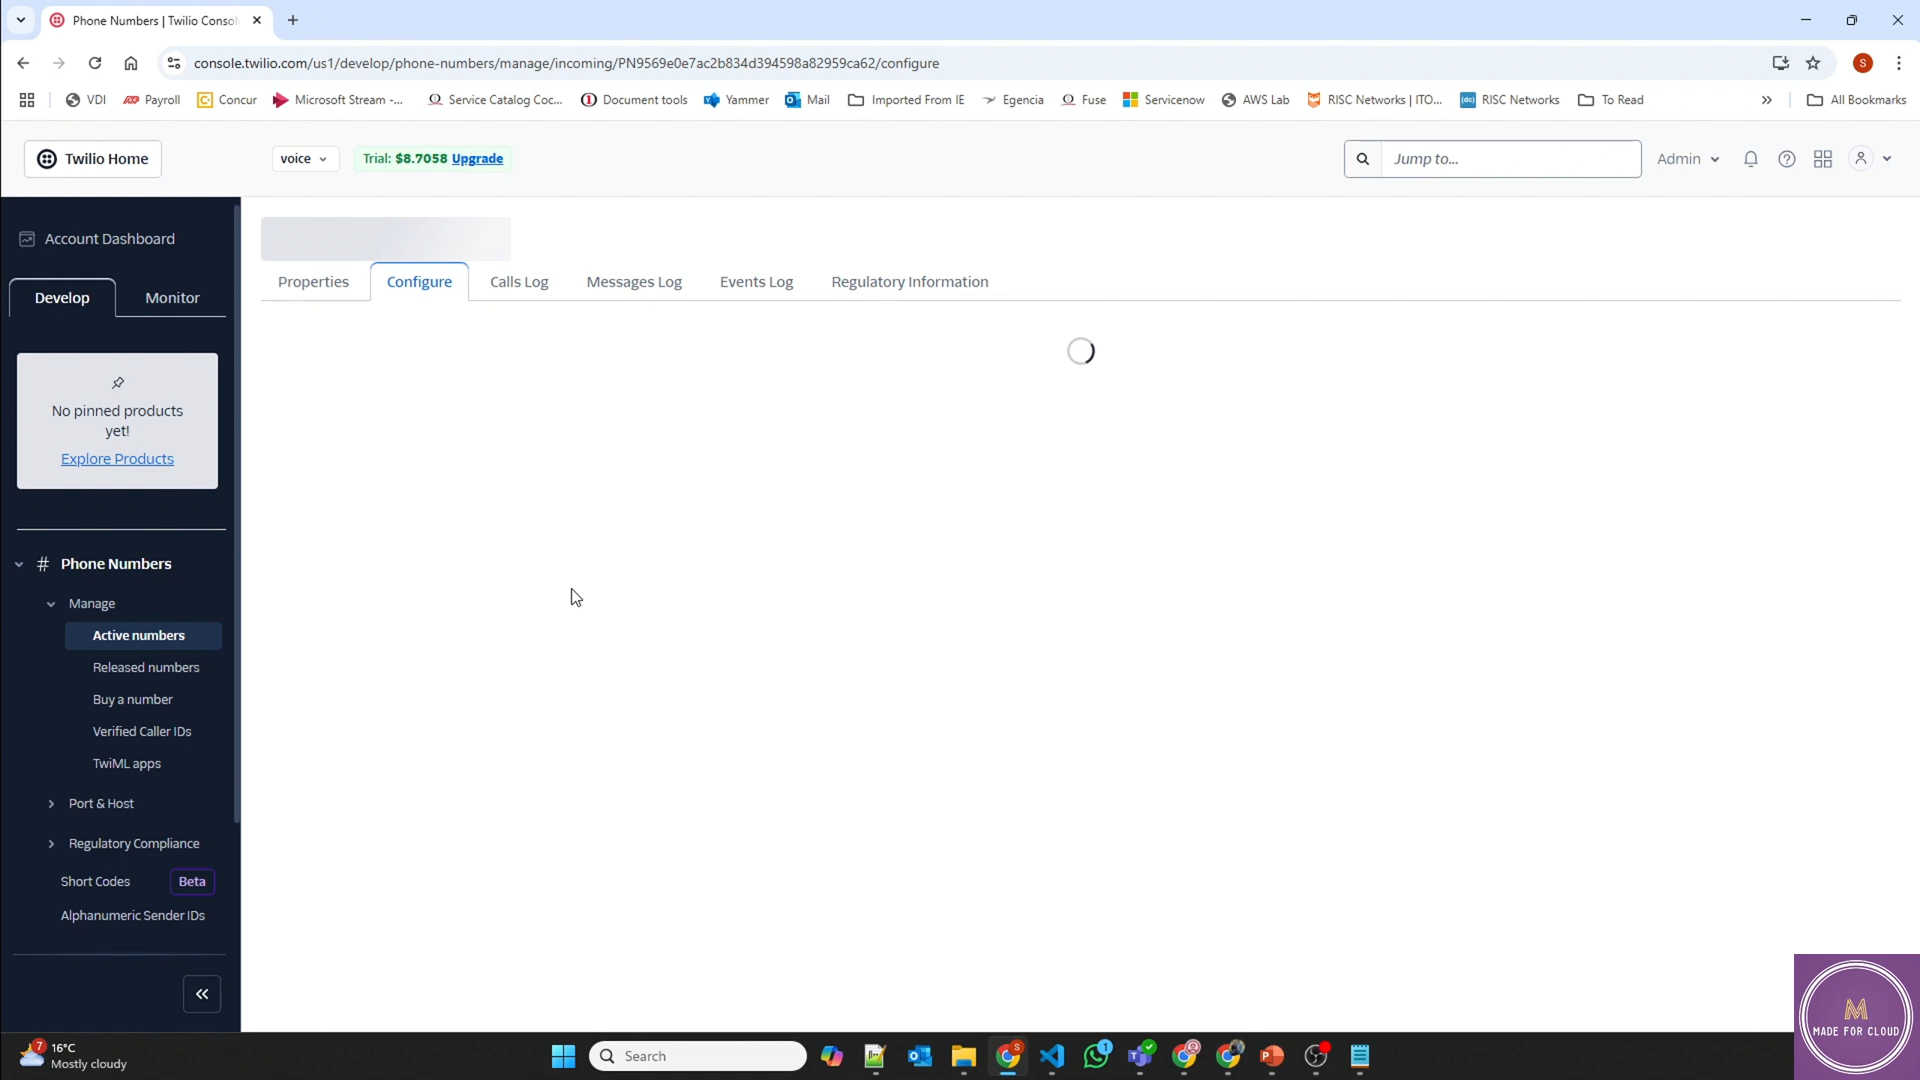 Phone Numbers | Twilio Consol
console.twilio.com/us1/develop/phone-numbers/manage/incoming/PN9569e0e7ac2b834d394598a82959ca62/configure
S
VDI
Payroll
Concur
Microsoft Stream -...
Service Catalog Coc...
Document tools
Yammer
Mail
Imported From IE
Egencia
Fuse
Servicenow
AWS Lab
RISC Networks | ITO...
RISC Networks
To Read
All Bookmarks
Twilio Home
voice
Trial: $8.7058 Upgrade
Jump to...
Admin
Account Dashboard
Develop
Monitor
Properties
Configure
Calls Log
Messages Log
Events Log
Regulatory Information
No pinned products
yet!
Explore Products
# Phone Numbers
Manage
Active numbers
Released numbers
Buy a number
Verified Caller IDs
TwiML apps
Port & Host
Regulatory Compliance
Short Codes
Beta
Alphanumeric Sender IDs
M
MADE FOR CLOUD
7
16°C
Mostly cloudy
Search
S
1